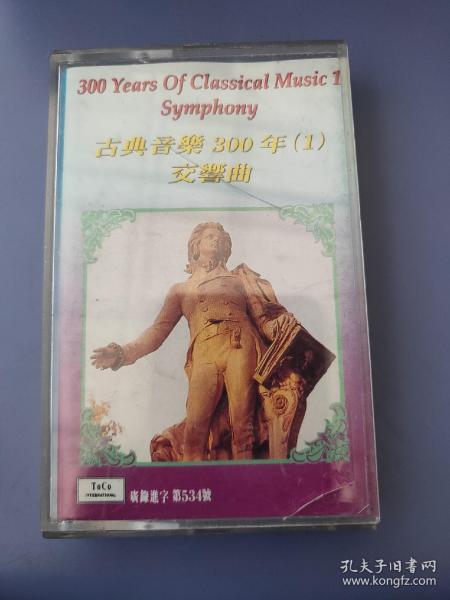 300 Years Of Classical Music 1
Symphony
古典音樂 300 年(1)
交響曲
ToCo
INTERNATIONAL
廣錄進字 第534號
孔夫子旧书网
www.kongfz.com